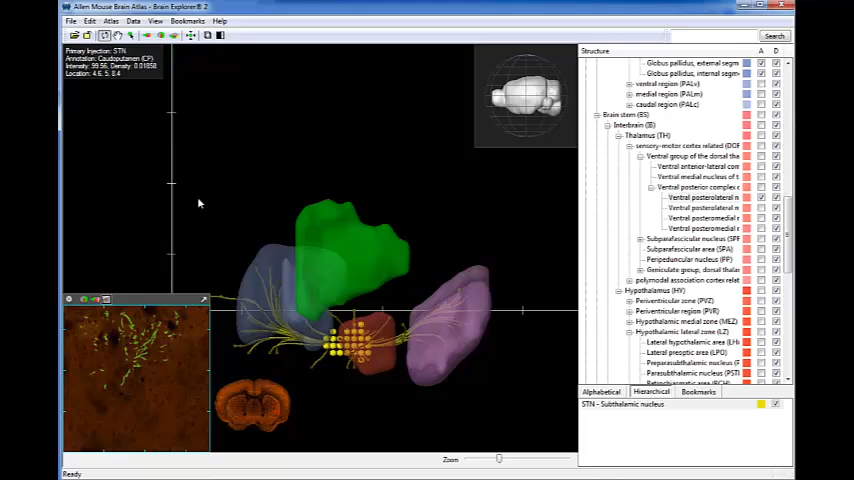 Allen Mouse Brain Atlas - Brain Explorer® 2
File Edit Atlas Data View Bookmarks Help
Search
Primary Injection: STN
Annotation: Caudoputamen (CP)
Intensity: 99.56, Density: 0.01858
Location: 4.6, 5, 8.4
Structure A D
Globus pallidus, external segm
Globus pallidus, internal segme
ventral region (PALv)
medial region (PALm)
caudal region (PALc)
Brain stem (BS)
Interbrain (IB)
Thalamus (TH)
sensory-motor cortex related (DOF
Ventral group of the dorsal tha
Ventral anterior-lateral com
Ventral medial nucleus of t
Ventral posterior complex c
Ventral posterolateral n
Ventral posterolateral n
Ventral posteromedial r
Ventral posteromedial r
Subparafascicular nucleus (SPF
Subparafascicular area (SPA)
Peripeduncular nucleus (PP)
Geniculate group, dorsal thalar
polymodal association cortex relat
Hypothalamus (HY)
Periventricular zone (PVZ)
Periventricular region (PVR)
Hypothalamic medial zone (MEZ)
Hypothalamic lateral zone (LZ)
Lateral hypothalamic area (LH
Lateral preoptic area (LPO)
Preparasubthalamic nucleus (P
Parasubthalamic nucleus (PSTI
Alphabetical Hierarchical Bookmarks
STN - Subthalamic nucleus
Zoom
Ready